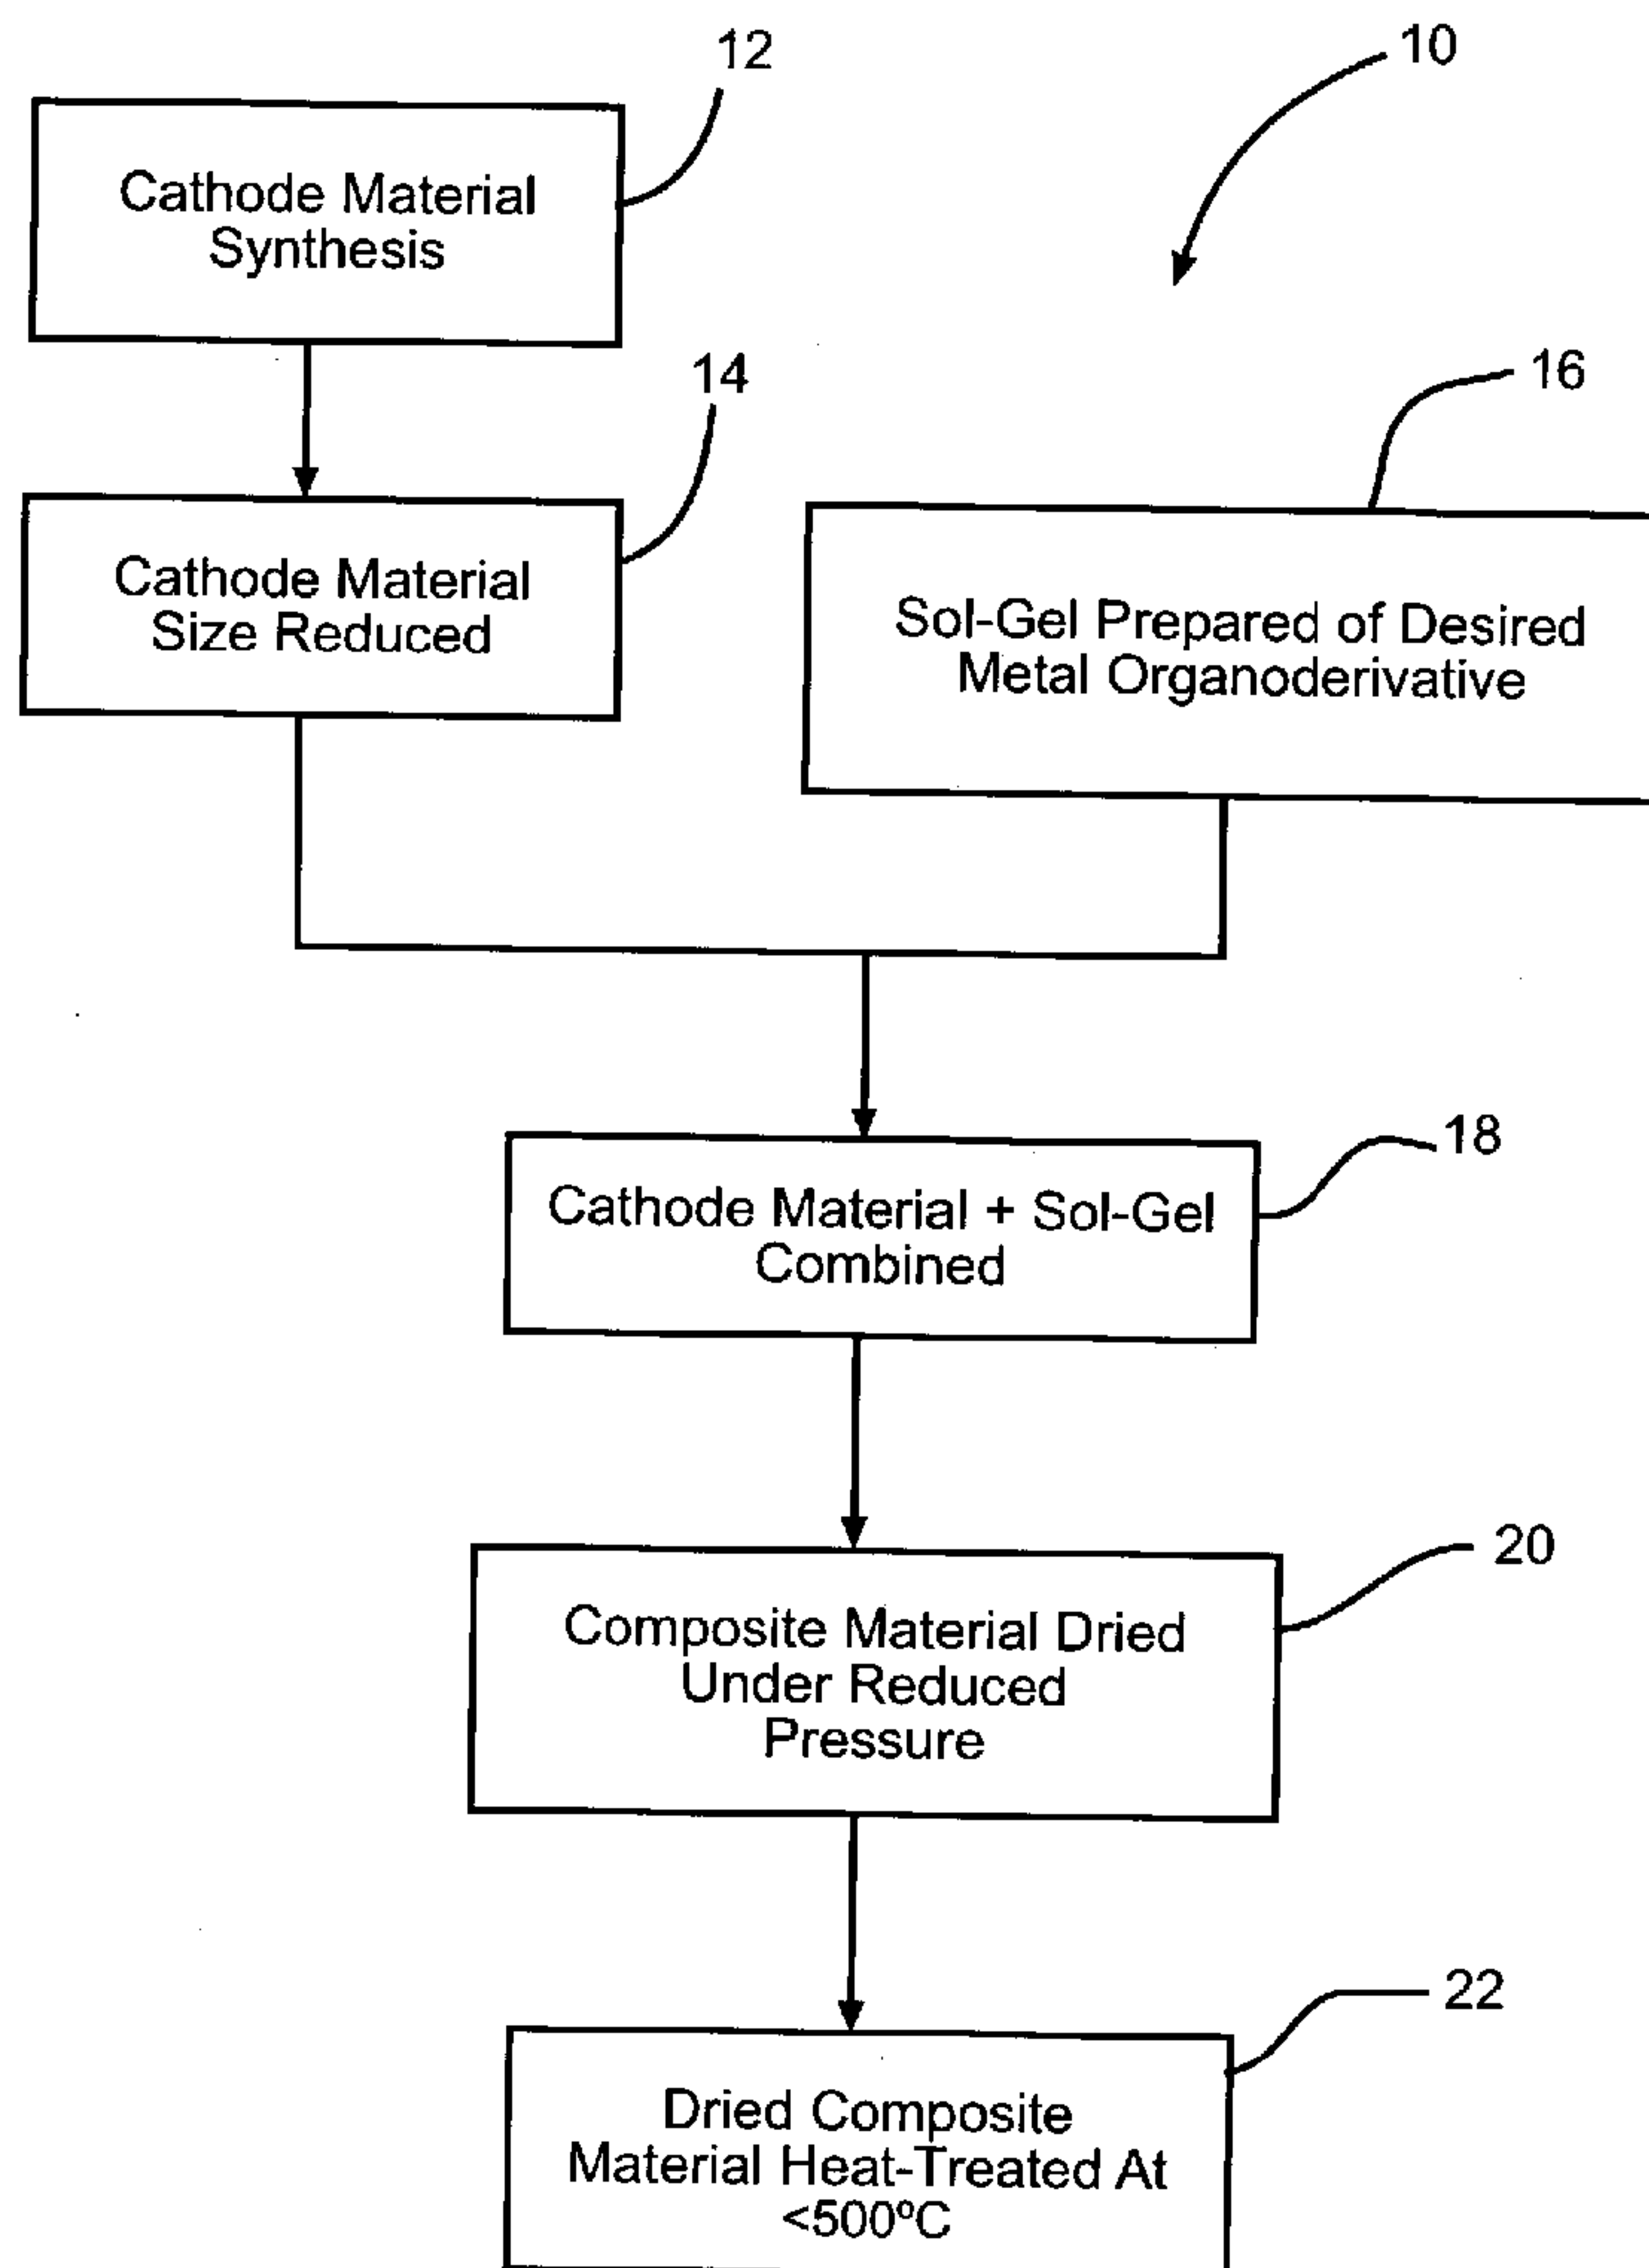 12
10
Cathode Material
Synthesis
14
16
Cathode Material
Size Reduced
Sol-Gel Prepared of Desired
Metal Organoderivative
18
Cathode Material + Sol-Gel
Combined
20
Composite Material Dried
Under Reduced
Pressure
22
Dried Composite
Material Heat-Treated At
<500ºC